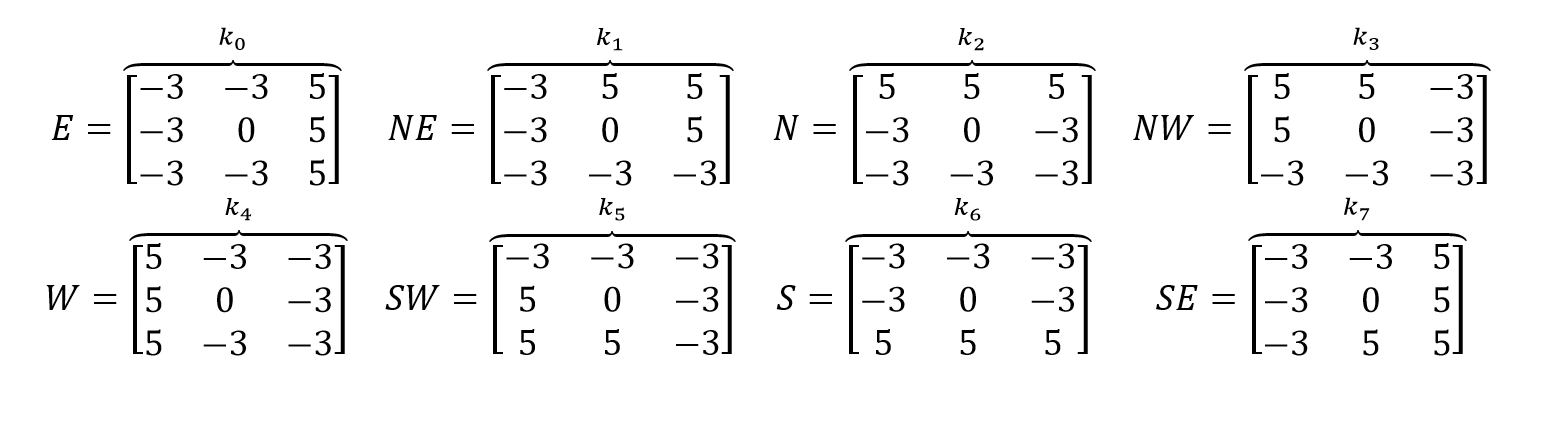 k₀ k₁ k₂ k₃
E = [−3 −3 5; −3 0 5; −3 −3 5] NE = [−3 5 5; −3 0 5; −3 −3 −3] N = [5 5 5; −3 0 −3; −3 −3 −3] NW = [5 5 −3; 5 0 −3; −3 −3 −3]
k₄ k₅ k₆ k₇
W = [5 −3 −3; 5 0 −3; 5 −3 −3] SW = [−3 −3 −3; 5 0 −3; 5 5 −3] S = [−3 −3 −3; −3 0 −3; 5 5 5] SE = [−3 −3 5; −3 0 5; −3 5 5]